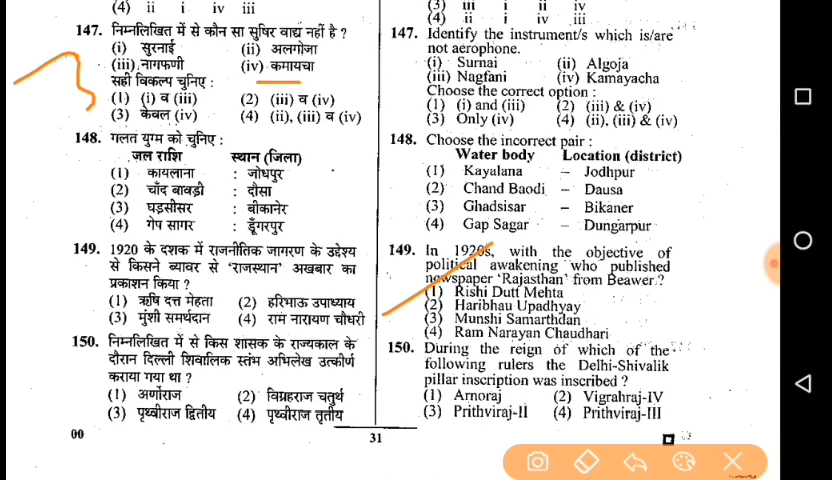 (4) ii i iv iii
147. निम्नलिखित में से कौन सा सुषिर वाद्य नहीं है ?
(i) सुरनाई (ii) अलगोजा
(iii) नागफणी (iv) कमायचा
सही विकल्प चुनिए :
(1) (i) व (iii) (2) (iii) व (iv)
(3) केवल (iv) (4) (ii), (iii) व (iv)
148. गलत युग्म को चुनिए :
जल राशि स्थान (जिला)
(1) कायलाना : जोधपुर
(2) चाँद बावड़ी : दौसा
(3) घड़सीसर : बीकानेर
(4) गेप सागर : डूँगरपुर
149. 1920 के दशक में राजनीतिक जागरण के उद्देश्य
से किसने ब्यावर से 'राजस्थान' अखबार का
प्रकाशन किया ?
(1) ऋषि दत्त मेहता (2) हरिभाऊ उपाध्याय
(3) मुंशी समर्थदान (4) राम नारायण चौधरी
150. निम्नलिखित में से किस शासक के राज्यकाल के
दौरान दिल्ली शिवालिक स्तंभ अभिलेख उत्कीर्ण
कराया गया था ?
(1) अर्णोराज (2) विग्रहराज चतुर्थ
(3) पृथ्वीराज द्वितीय (4) पृथ्वीराज तृतीय
(3) iii i ii iv
(4) ii i iv iii
147. Identify the instrument/s which is/are
not aerophone.
(i) Surnai (ii) Algoja
(iii) Nagfani (iv) Kamayacha
Choose the correct option :
(1) (i) and (iii) (2) (iii) & (iv)
(3) Only (iv) (4) (ii), (iii) & (iv)
148. Choose the incorrect pair :
Water body Location (district)
(1) Kayalana – Jodhpur
(2) Chand Baodi – Dausa
(3) Ghadsisar – Bikaner
(4) Gap Sagar – Dungarpur
149. In 1920s, with the objective of
political awakening who published
newspaper 'Rajasthan' from Beawer ?
(1) Rishi Dutt Mehta
(2) Haribhau Upadhyay
(3) Munshi Samarthdan
(4) Ram Narayan Chaudhari
150. During the reign of which of the
following rulers the Delhi-Shivalik
pillar inscription was inscribed ?
(1) Arnoraj (2) Vigrahraj-IV
(3) Prithviraj-II (4) Prithviraj-III
00 31